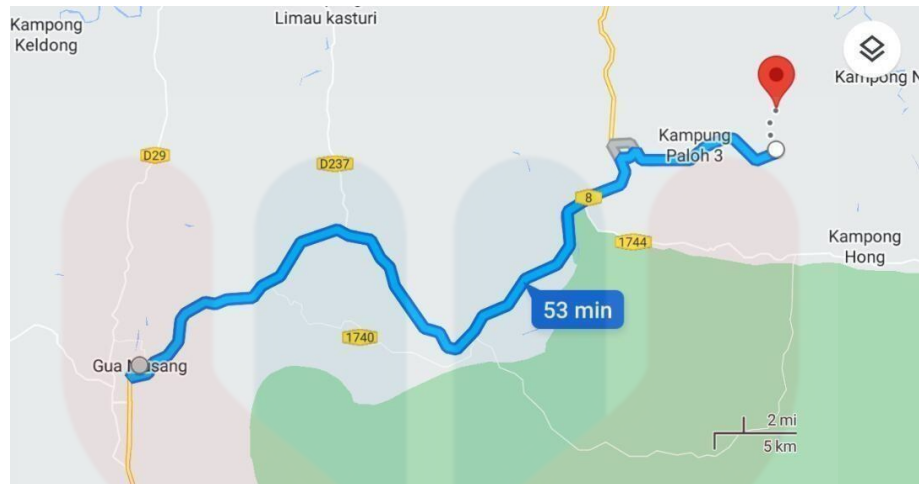 Kampong
Keldong
Limau kasturi
Kampong N
D29
D237
Kampung
Paloh 3
8
1744
Kampong
Hong
53 min
1740
Gua Musang
2 mi
5 km